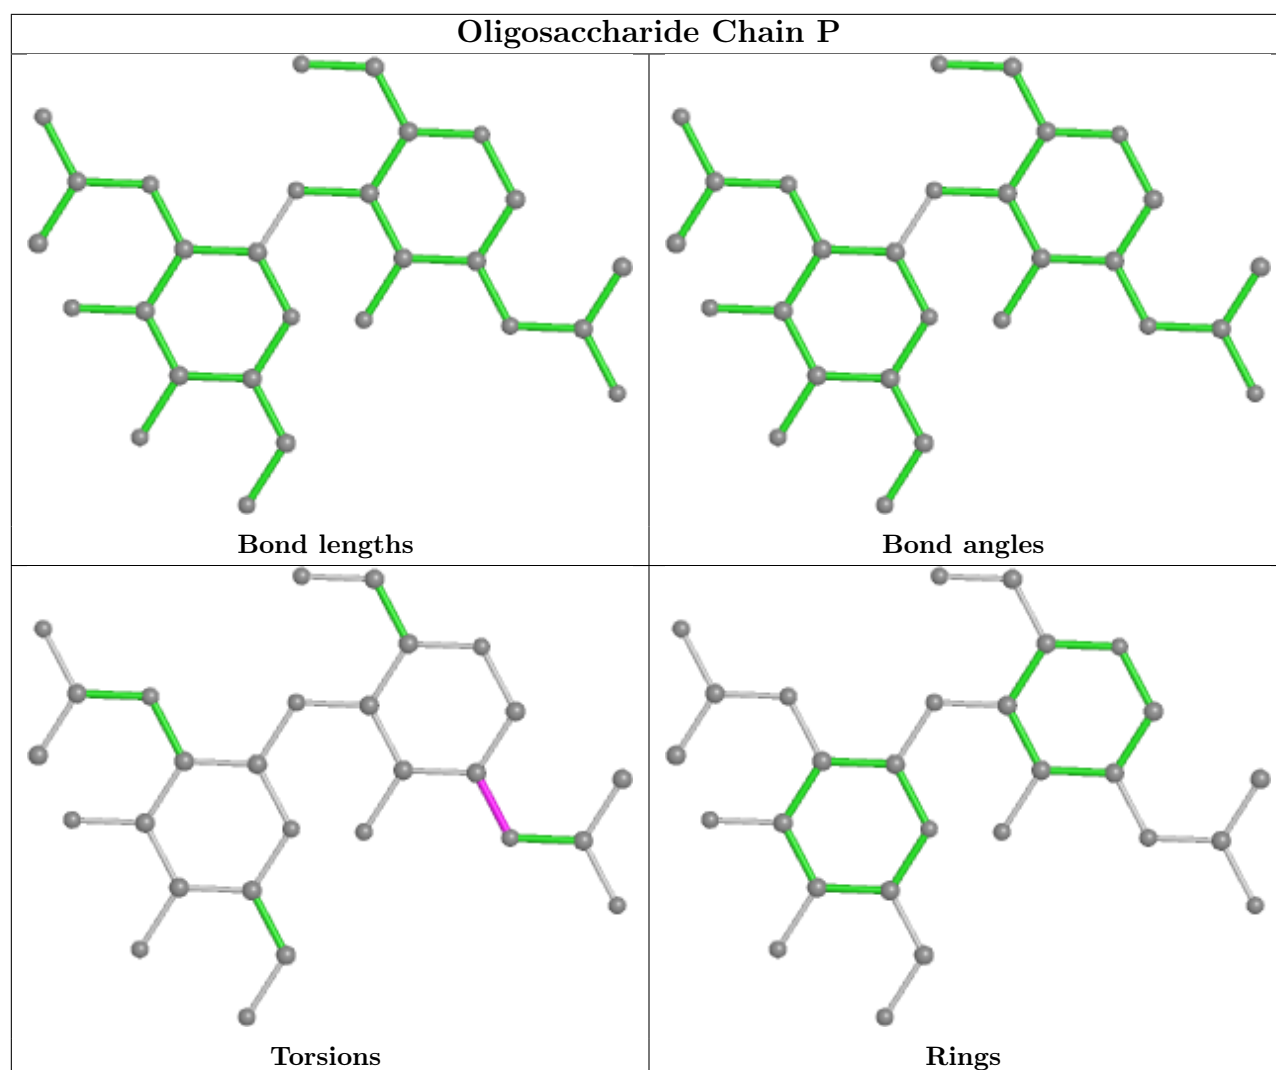 Oligosaccharide Chain P
Bond lengths
Bond angles
Torsions
Rings